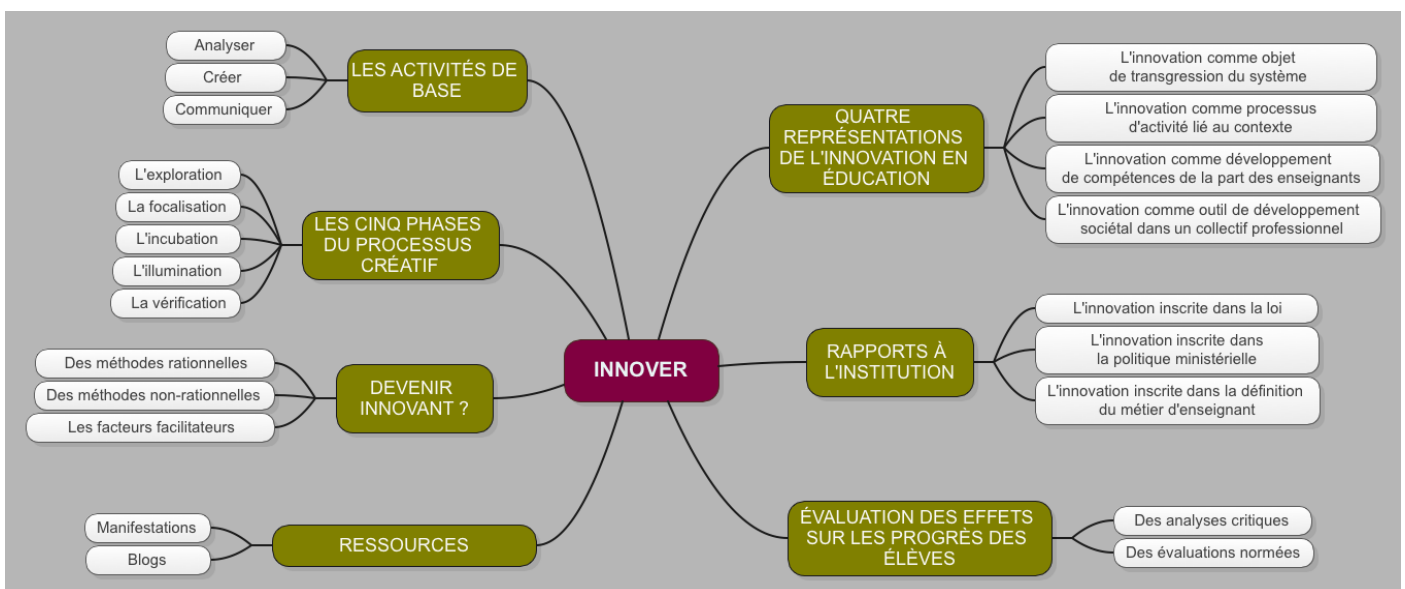 INNOVER
LES ACTIVITÉS DE
BASE
Analyser
Créer
Communiquer
LES CINQ PHASES
DU PROCESSUS
CRÉATIF
L'exploration
La focalisation
L'incubation
L'illumination
La vérification
DEVENIR
INNOVANT ?
Des méthodes rationnelles
Des méthodes non-rationnelles
Les facteurs facilitateurs
RESSOURCES
Manifestations
Blogs
QUATRE
REPRÉSENTATIONS
DE L'INNOVATION EN
ÉDUCATION
L'innovation comme objet
de transgression du système
L'innovation comme processus
d'activité lié au contexte
L'innovation comme développement
de compétences de la part des enseignants
L'innovation comme outil de développement
sociétal dans un collectif professionnel
RAPPORTS À
L'INSTITUTION
L'innovation inscrite dans la loi
L'innovation inscrite dans
la politique ministérielle
L'innovation inscrite dans la définition
du métier d'enseignant
ÉVALUATION DES EFFETS
SUR LES PROGRÈS DES
ÉLÈVES
Des analyses critiques
Des évaluations normées